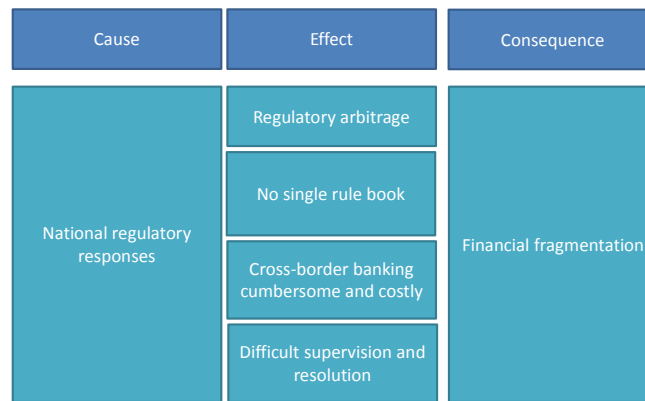 Cause
Effect
Consequence
National regulatory
responses
Regulatory arbitrage
No single rule book
Cross-border banking
cumbersome and costly
Difficult supervision and
resolution
Financial fragmentation